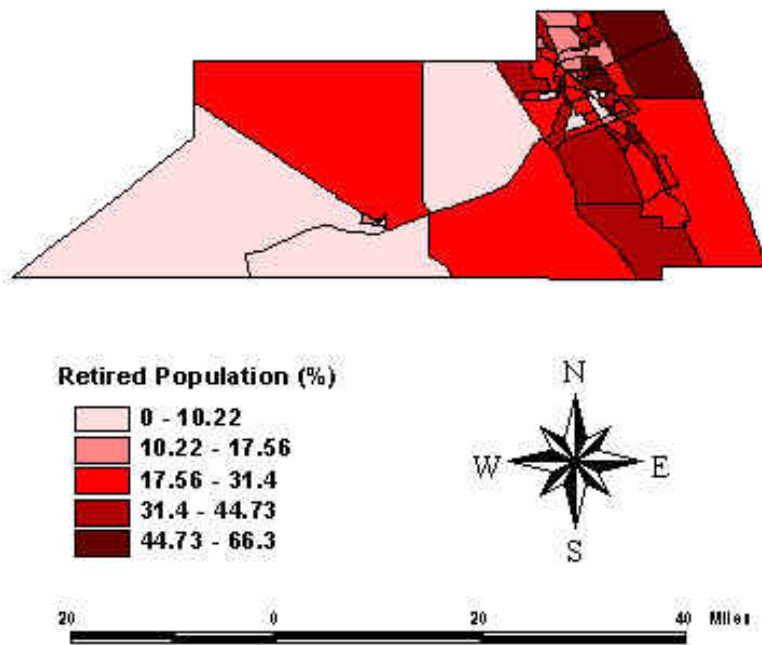 Retired Population (%)
0 - 10.22
10.22 - 17.56
17.56 - 31.4
31.4 - 44.73
44.73 - 66.3
N
W E
S
20 0 20 40 Miles